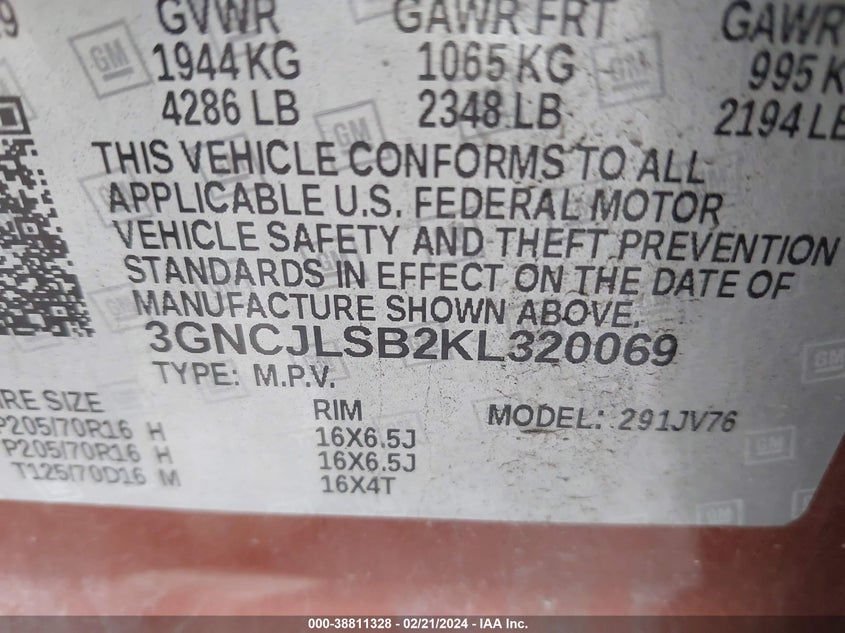 9 GVWR GAWR FRT GAWR
1944 KG 1065 KG 995 K
4286 LB 2348 LB 2194 LB
GM
THIS VEHICLE CONFORMS TO ALL
APPLICABLE U.S. FEDERAL MOTOR
VEHICLE SAFETY AND THEFT PREVENTION
STANDARDS IN EFFECT ON THE DATE OF
MANUFACTURE SHOWN ABOVE.
3GNCJLSB2KL320069
TYPE: M.P.V.
IRE SIZE RIM MODEL: 291JV76
P205/70R16 H 16X6.5J
P205/70R16 H 16X6.5J
T125/70D16 M 16X4T
000-38811328 - 02/21/2024 - IAA Inc.